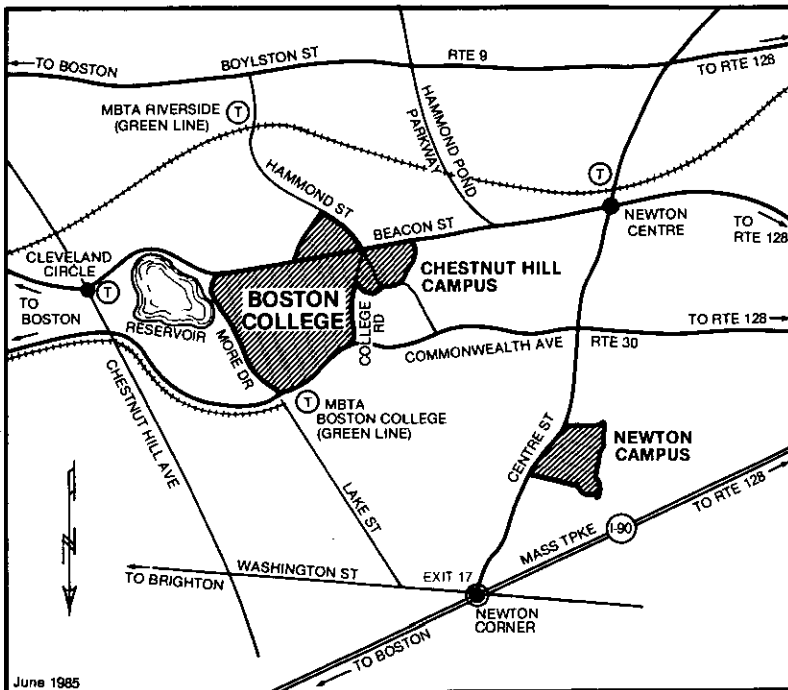 TO BOSTON
BOYLSTON ST
RTE 9
TO RTE 128
MBTA RIVERSIDE
(GREEN LINE)
T
HAMMOND POND
PARKWAY
T
HAMMOND ST
BEACON ST
NEWTON
CENTRE
TO
RTE 128
CLEVELAND
CIRCLE
T
TO
BOSTON
RESERVOIR
BOSTON
COLLEGE
CHESTNUT HILL
CAMPUS
COLLEGE
RD
MORE DR
COMMONWEALTH AVE
RTE 30
TO RTE 128
T
MBTA
BOSTON COLLEGE
(GREEN LINE)
CHESTNUT HILL AVE
LAKE ST
CENTRE ST
NEWTON
CAMPUS
TO RTE 128
MASS TPKE
I-90
N
TO BRIGHTON
WASHINGTON ST
EXIT 17
NEWTON
CORNER
TO BOSTON
June 1985